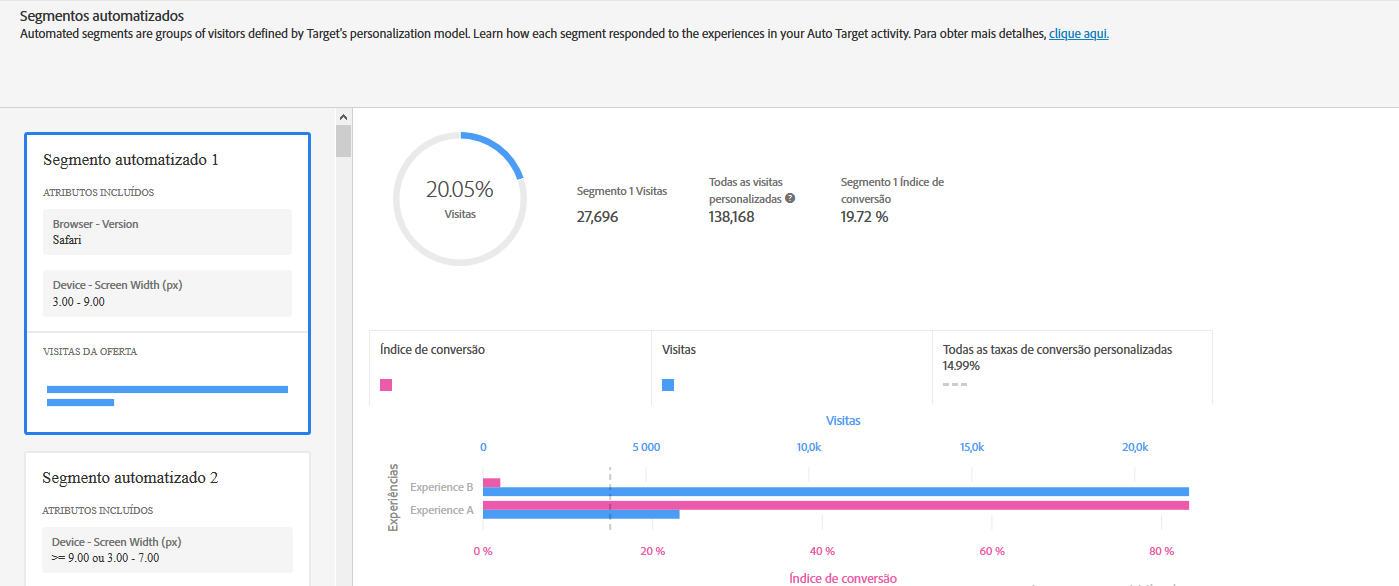 Segmentos automatizados
Automated segments are groups of visitors defined by Target's personalization model. Learn how each segment responded to the experiences in your Auto Target activity. Para obter mais detalhes, clique aqui.
Segmento automatizado 1
ATRIBUTOS INCLUÍDOS
Browser - Version
Safari
Device - Screen Width (px)
3.00 - 9.00
VISITAS DA OFERTA
Segmento automatizado 2
ATRIBUTOS INCLUÍDOS
Device - Screen Width (px)
>= 9.00 ou 3.00 - 7.00
20.05%
Visitas
Segmento 1 Visitas
27,696
Todas as visitas
personalizadas ?
138,168
Segmento 1 Índice de
conversão
19.72 %
Índice de conversão
Visitas
Todas as taxas de conversão personalizadas
14.99%
Visitas
0 5 000 10,0k 15,0k 20,0k
Experiências
Experience B
Experience A
0 % 20 % 40 % 60 % 80 %
Índice de conversão